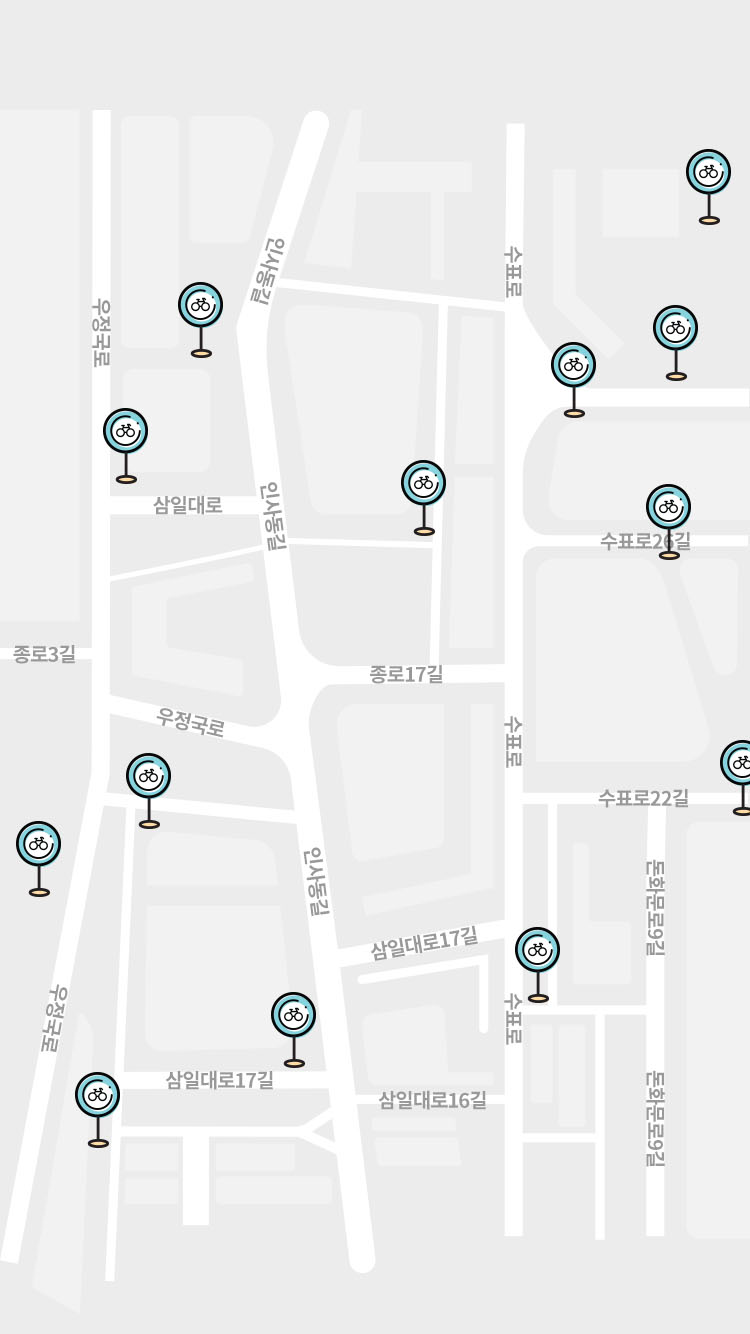 인사동길
수표로
우정국로
삼일대로
인사동길
수표로26길
종로3길
종로17길
우정국로
수표로
수표로22길
인사동길
돈화문로9길
삼일대로17길
우정국로
수표로
삼일대로17길
삼일대로16길
돈화문로9길